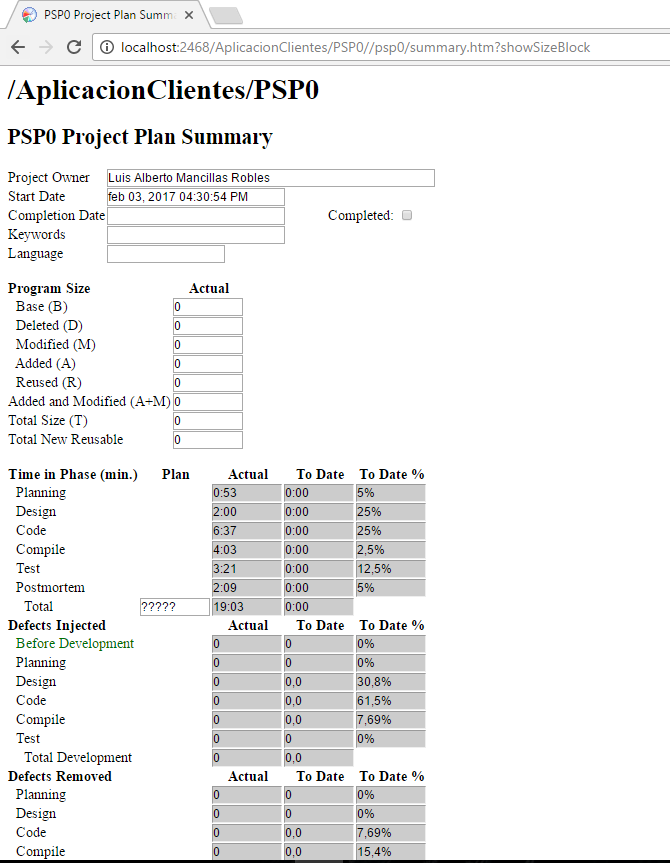 PSP0 Project Plan Summa
localhost:2468/AplicacionClientes/PSP0//psp0/summary.htm?showSizeBlock
/AplicacionClientes/PSP0
PSP0 Project Plan Summary
Project Owner Luis Alberto Mancillas Robles
Start Date feb 03, 2017 04:30:54 PM
Completion Date Completed:
Keywords
Language
Program Size Actual
Base (B) 0
Deleted (D) 0
Modified (M) 0
Added (A) 0
Reused (R) 0
Added and Modified (A+M) 0
Total Size (T) 0
Total New Reusable 0
Time in Phase (min.) Plan Actual To Date To Date %
Planning 0:53 0:00 5%
Design 2:00 0:00 25%
Code 6:37 0:00 25%
Compile 4:03 0:00 2,5%
Test 3:21 0:00 12,5%
Postmortem 2:09 0:00 5%
Total ????? 19:03 0:00
Defects Injected Actual To Date To Date %
Before Development 0 0 0%
Planning 0 0 0%
Design 0 0,0 30,8%
Code 0 0,0 61,5%
Compile 0 0,0 7,69%
Test 0 0 0%
Total Development 0 0,0
Defects Removed Actual To Date To Date %
Planning 0 0 0%
Design 0 0 0%
Code 0 0,0 7,69%
Compile 0 0,0 15,4%